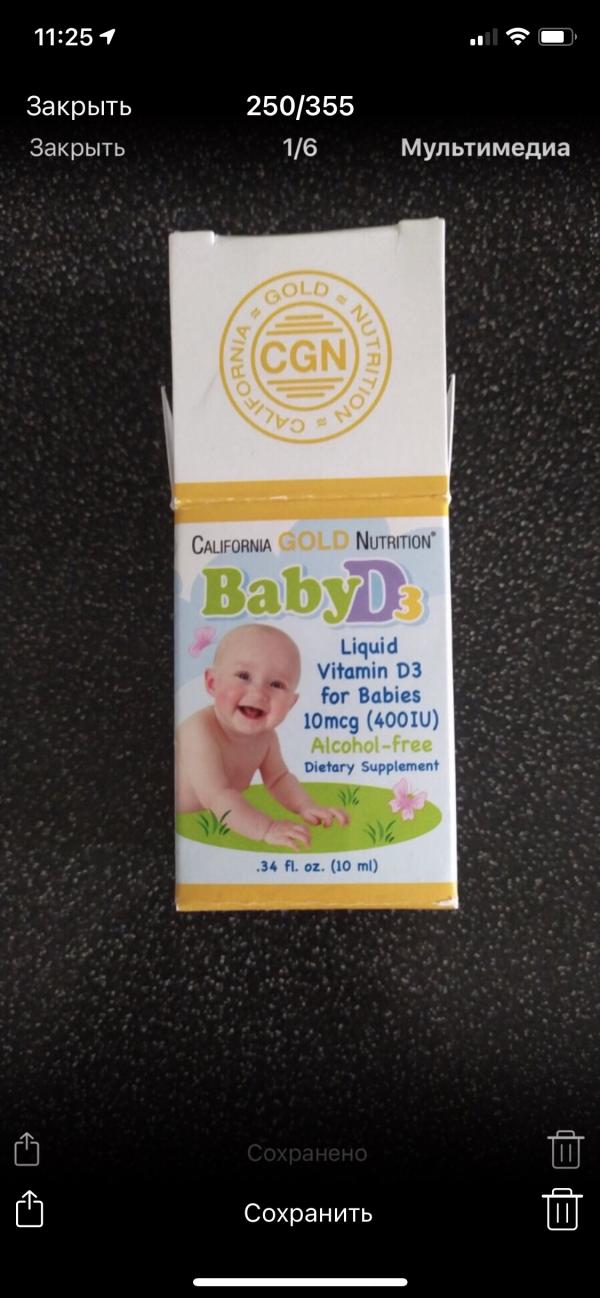 11:25
Закрыть 250/355
Закрыть 1/6 Мультимедиа
CALIFORNIA ≈ GOLD ≈ NUTRITION ≈
CGN
CALIFORNIA GOLD NUTRITION®
BabyD3
Liquid
Vitamin D3
for Babies
10mcg (400IU)
Alcohol-free
Dietary Supplement
.34 fl. oz. (10 ml)
Сохранено
Сохранить